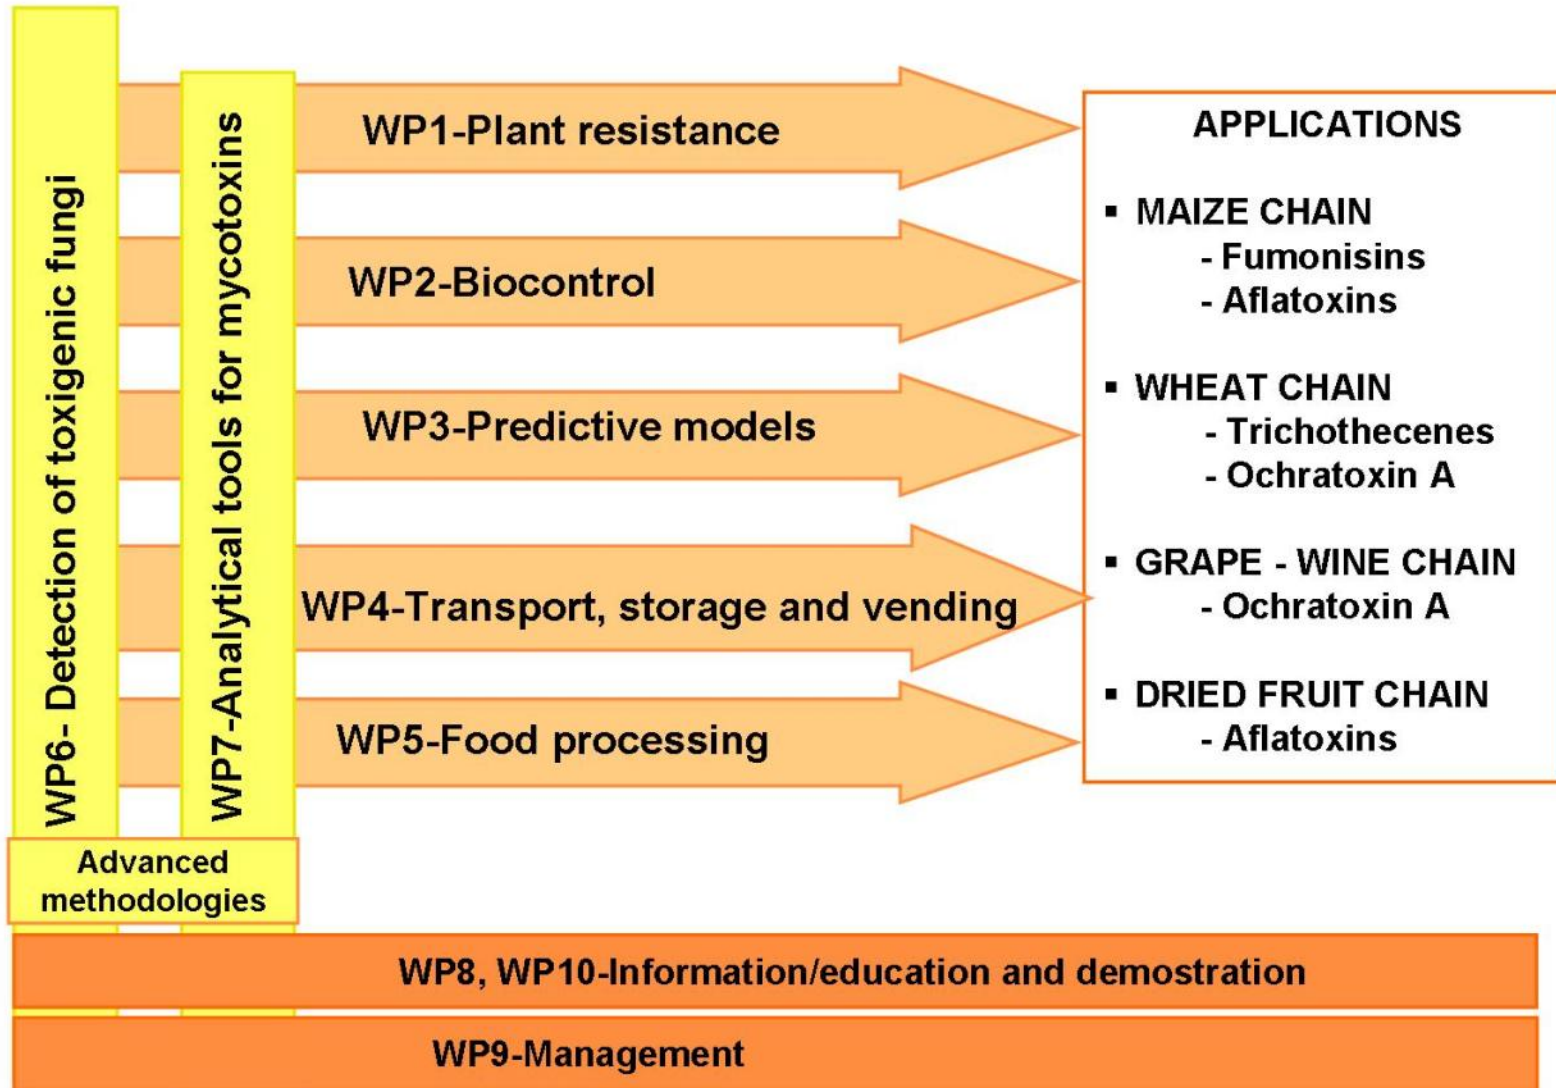 WP6- Detection of toxigenic fungi
WP7-Analytical tools for mycotoxins
WP1-Plant resistance
WP2-Biocontrol
WP3-Predictive models
WP4-Transport, storage and vending
WP5-Food processing
APPLICATIONS
▪ MAIZE CHAIN
- Fumonisins
- Aflatoxins
▪ WHEAT CHAIN
- Trichothecenes
- Ochratoxin A
▪ GRAPE - WINE CHAIN
- Ochratoxin A
▪ DRIED FRUIT CHAIN
- Aflatoxins
Advanced
methodologies
WP8, WP10-Information/education and demostration
WP9-Management